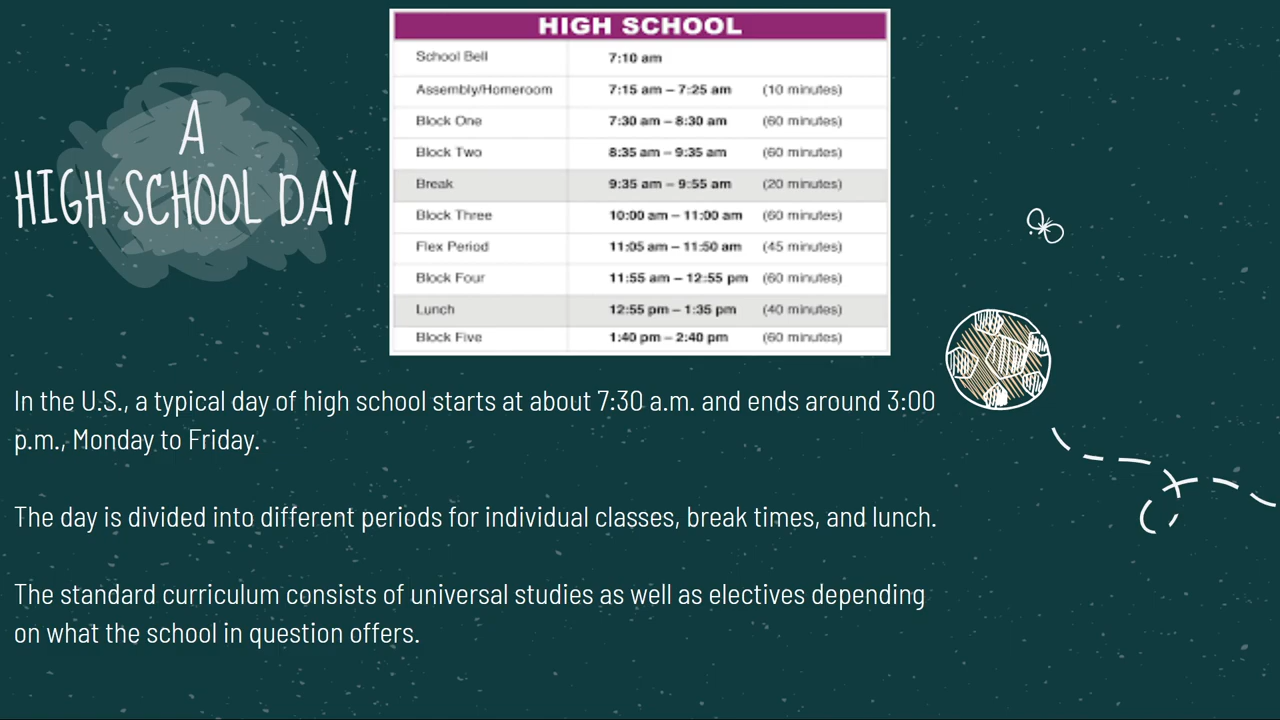 A
HIGH SCHOOL DAY
HIGH SCHOOL
School Bell 7:10 am
Assembly/Homeroom 7:15 am – 7:25 am (10 minutes)
Block One 7:30 am – 8:30 am (60 minutes)
Block Two 8:35 am – 9:35 am (60 minutes)
Break 9:35 am – 9:55 am (20 minutes)
Block Three 10:00 am – 11:00 am (60 minutes)
Flex Period 11:05 am – 11:50 am (45 minutes)
Block Four 11:55 am – 12:55 pm (60 minutes)
Lunch 12:55 pm – 1:35 pm (40 minutes)
Block Five 1:40 pm – 2:40 pm (60 minutes)
In the U.S., a typical day of high school starts at about 7:30 a.m. and ends around 3:00
p.m., Monday to Friday.
The day is divided into different periods for individual classes, break times, and lunch.
The standard curriculum consists of universal studies as well as electives depending
on what the school in question offers.